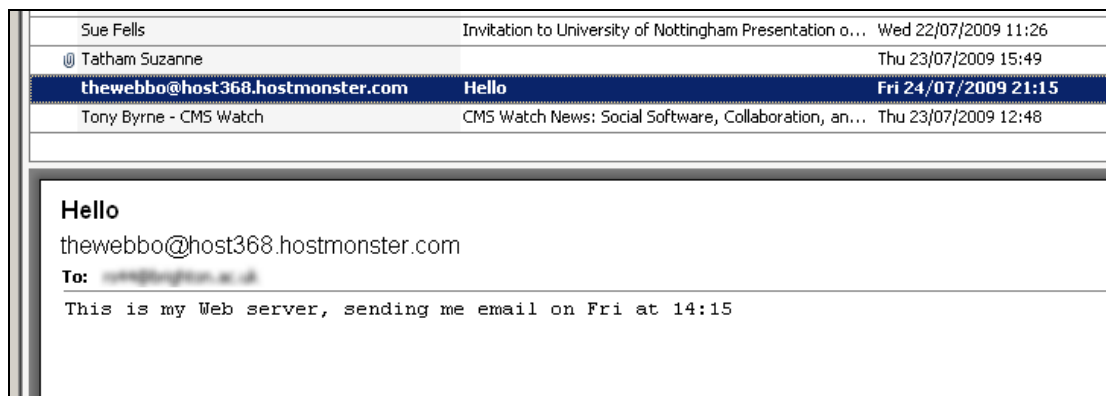 Sue Fells Invitation to University of Nottingham Presentation o... Wed 22/07/2009 11:26
Tatham Suzanne Thu 23/07/2009 15:49
thewebbo@host368.hostmonster.com Hello Fri 24/07/2009 21:15
Tony Byrne - CMS Watch CMS Watch News: Social Software, Collaboration, an... Thu 23/07/2009 12:48
Hello
thewebbo@host368.hostmonster.com
To:
This is my Web server, sending me email on Fri at 14:15